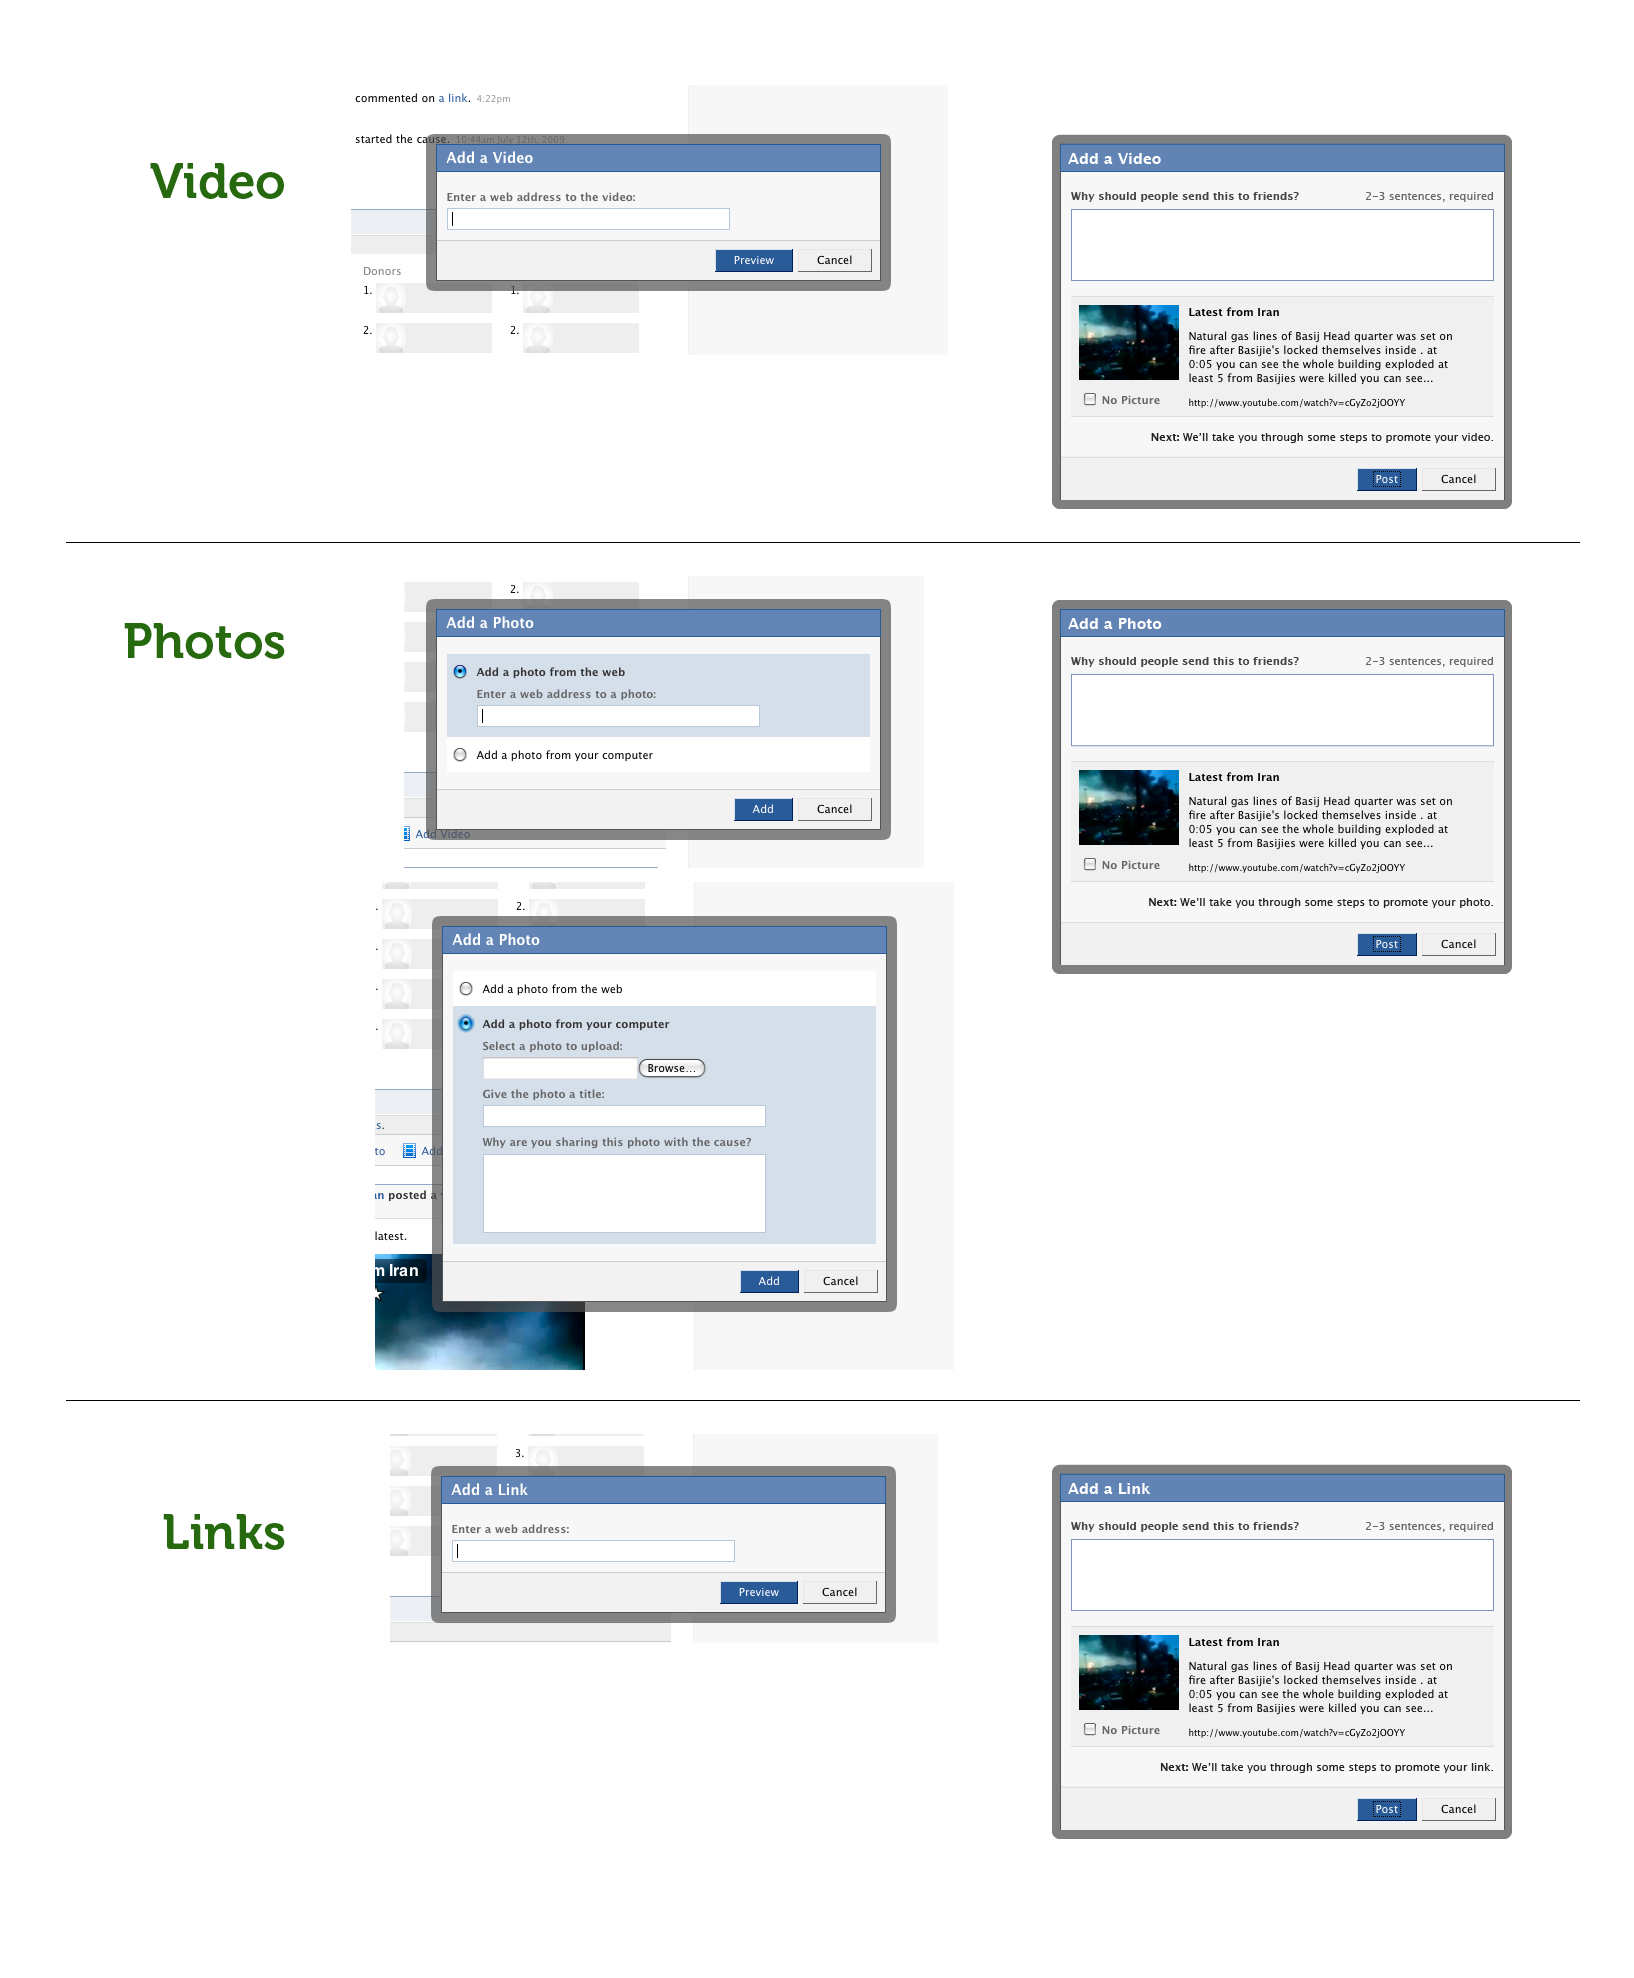 commented on a link. 4:22pm
started the cause. 10:44am July 12th, 2009
Video
Add a Video
Enter a web address to the video:
Preview
Cancel
Donors
1.
1.
2.
2.
Add a Video
Why should people send this to friends? 2-3 sentences, required
Latest from Iran
Natural gas lines of Basij Head quarter was set on
fire after Basijie's locked themselves inside . at
0:05 you can see the whole building exploded at
least 5 from Basijies were killed you can see...
No Picture
http://www.youtube.com/watch?v=cGyZo2jOOYY
Next: We'll take you through some steps to promote your video.
Post
Cancel
Photos
2.
Add a Photo
Add a photo from the web
Enter a web address to a photo:
Add a photo from your computer
Add
Cancel
Add Video
Add a Photo
Why should people send this to friends? 2-3 sentences, required
Latest from Iran
Natural gas lines of Basij Head quarter was set on
fire after Basijie's locked themselves inside . at
0:05 you can see the whole building exploded at
least 5 from Basijies were killed you can see...
No Picture
http://www.youtube.com/watch?v=cGyZo2jOOYY
Next: We'll take you through some steps to promote your photo.
Post
Cancel
2.
Add a Photo
Add a photo from the web
Add a photo from your computer
Select a photo to upload:
Browse...
Give the photo a title:
Why are you sharing this photo with the cause?
Add
Cancel
s.
to Add
an posted a
latest.
m Iran
Links
3.
Add a Link
Enter a web address:
Preview
Cancel
Add a Link
Why should people send this to friends? 2-3 sentences, required
Latest from Iran
Natural gas lines of Basij Head quarter was set on
fire after Basijie's locked themselves inside . at
0:05 you can see the whole building exploded at
least 5 from Basijies were killed you can see...
No Picture
http://www.youtube.com/watch?v=cGyZo2jOOYY
Next: We'll take you through some steps to promote your link.
Post
Cancel